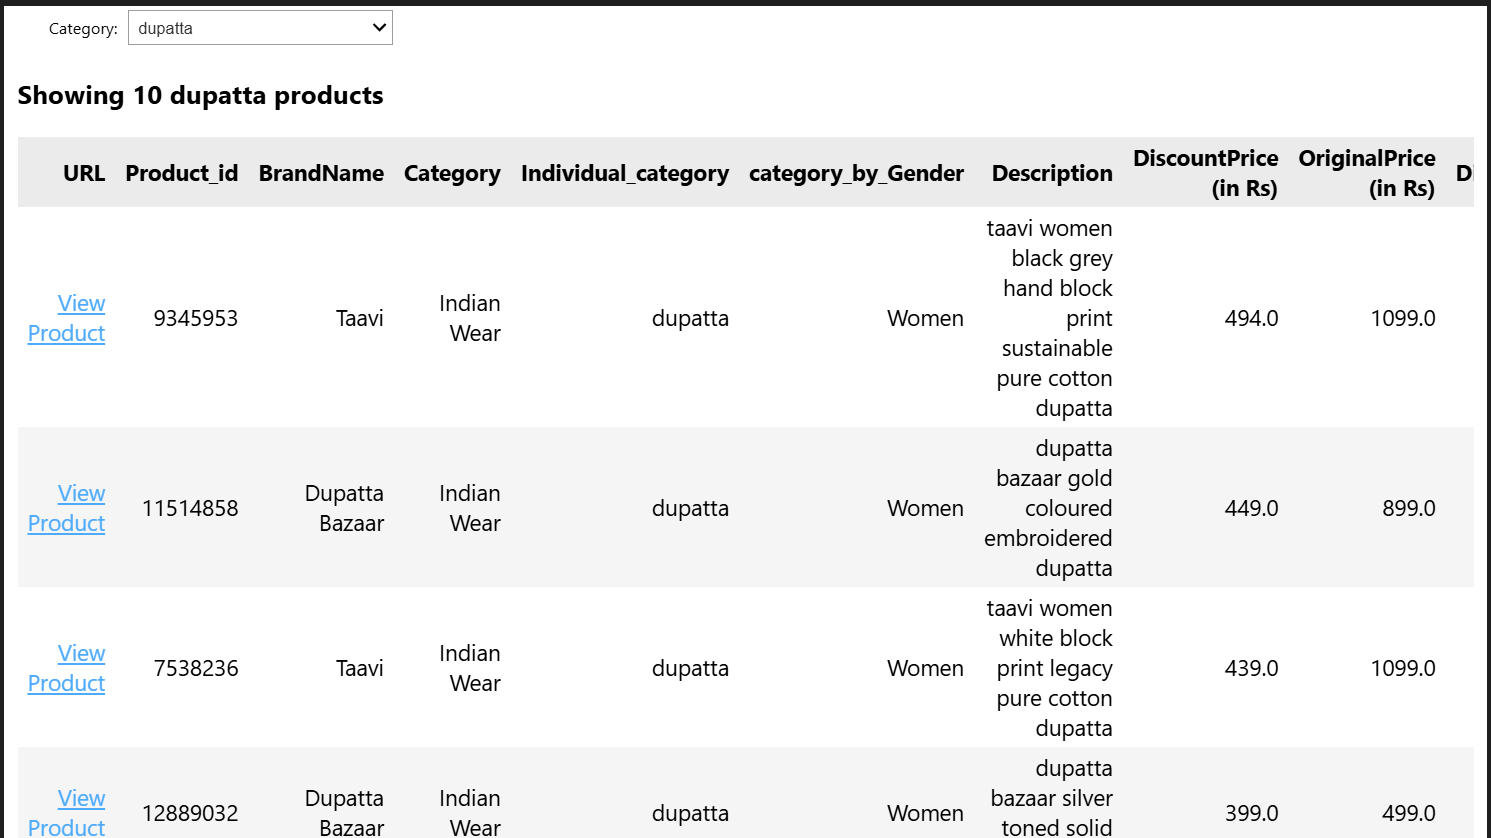 Category: dupatta
Showing 10 dupatta products
URL Product_id BrandName Category Individual_category category_by_Gender Description DiscountPrice (in Rs) OriginalPrice (in Rs) Di
View Product 9345953 Taavi Indian Wear dupatta Women taavi women black grey hand block print sustainable pure cotton dupatta 494.0 1099.0
View Product 11514858 Dupatta Bazaar Indian Wear dupatta Women dupatta bazaar gold coloured embroidered dupatta 449.0 899.0
View Product 7538236 Taavi Indian Wear dupatta Women taavi women white block print legacy pure cotton dupatta 439.0 1099.0
View Product 12889032 Dupatta Bazaar Indian Wear dupatta Women dupatta bazaar silver toned solid 399.0 499.0